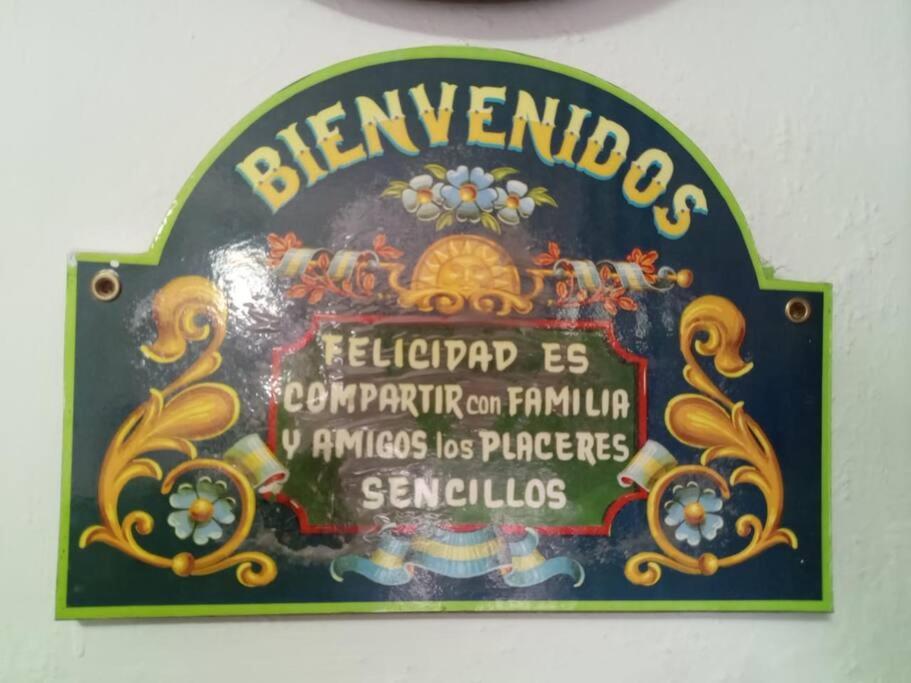 BIENVENIDOS
FELICIDAD ES
COMPARTIR con FAMILIA
Y AMIGOS los PLACERES
SENCILLOS